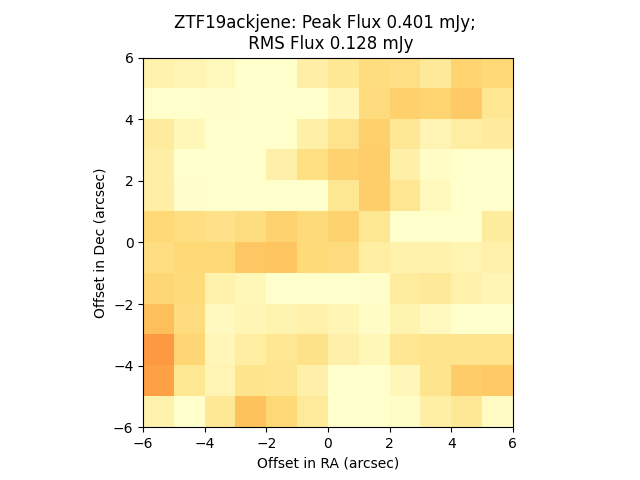 ZTF19ackjene: Peak Flux 0.401 mJy;
RMS Flux 0.128 mJy
6
4
2
0
−2
−4
−6
Offset in Dec (arcsec)
−6 −4 −2 0 2 4 6
Offset in RA (arcsec)